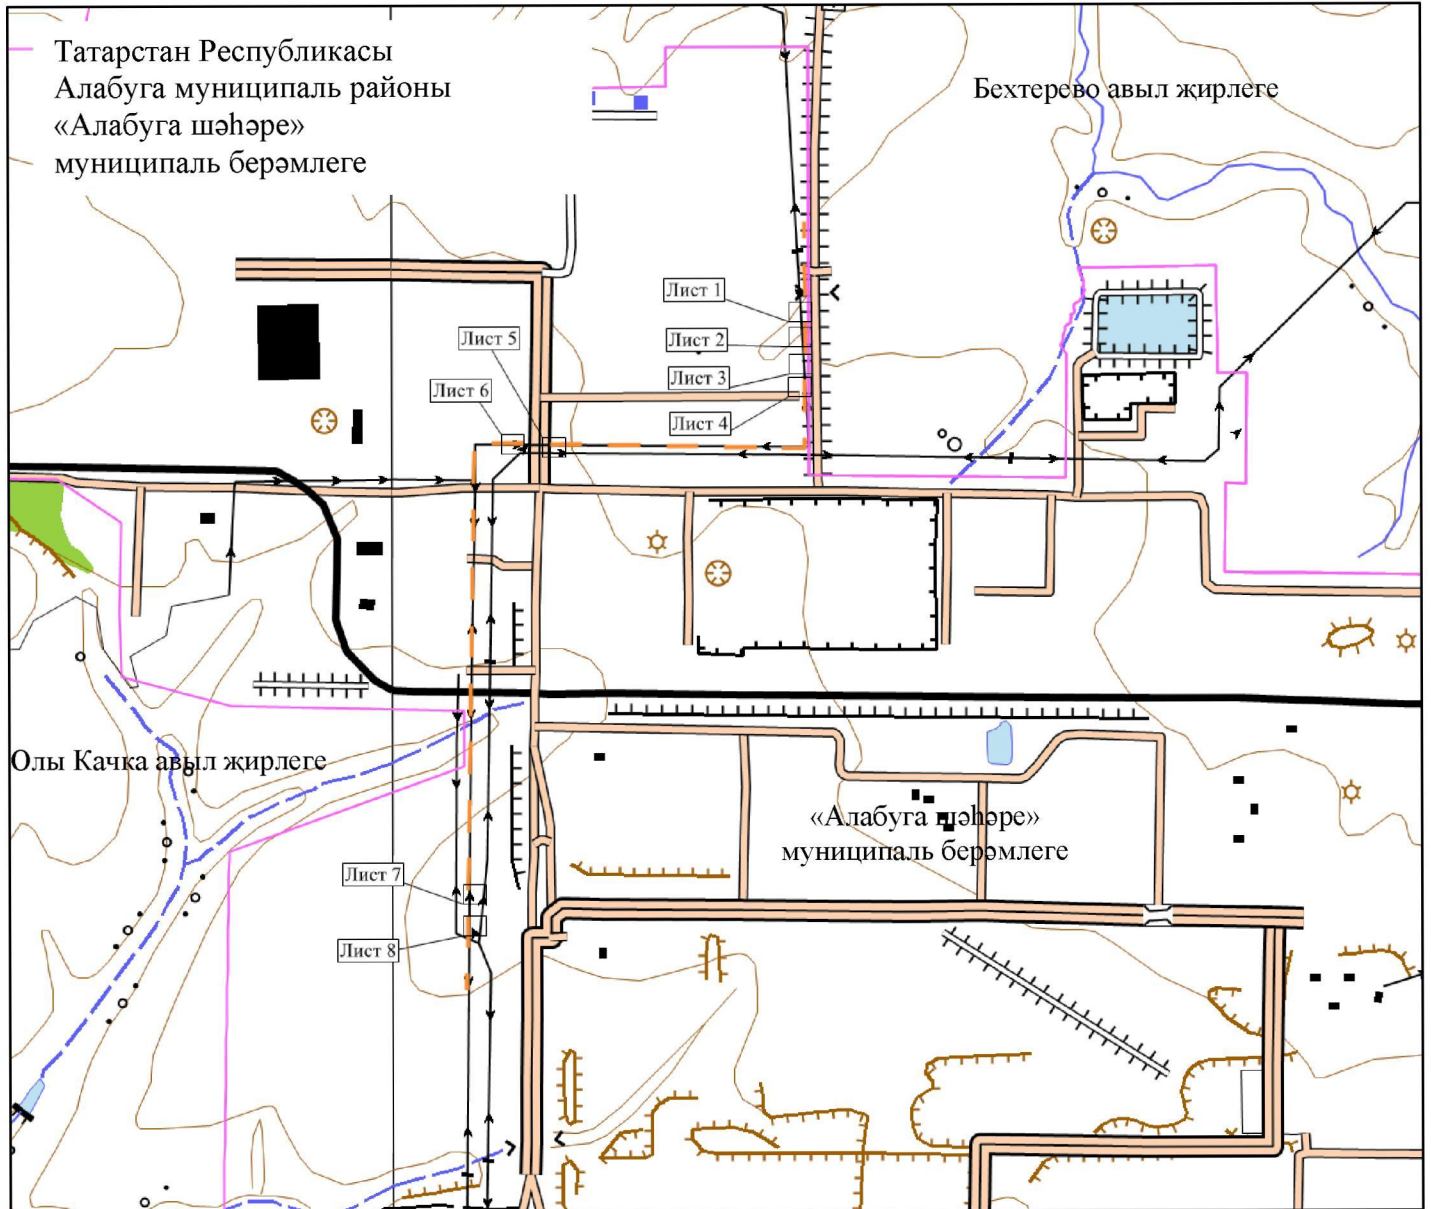 Татарстан Республикасы
Алабуга муниципаль районы
«Алабуга шәһәре»
муниципаль берәмлеге
Бехтерево авыл җирлеге
Лист 1
Лист 2
Лист 5
Лист 3
Лист 6
Лист 4
Олы Качка авыл җирлеге
«Алабуга шәһәре»
муниципаль берәмлеге
Лист 7
Лист 8